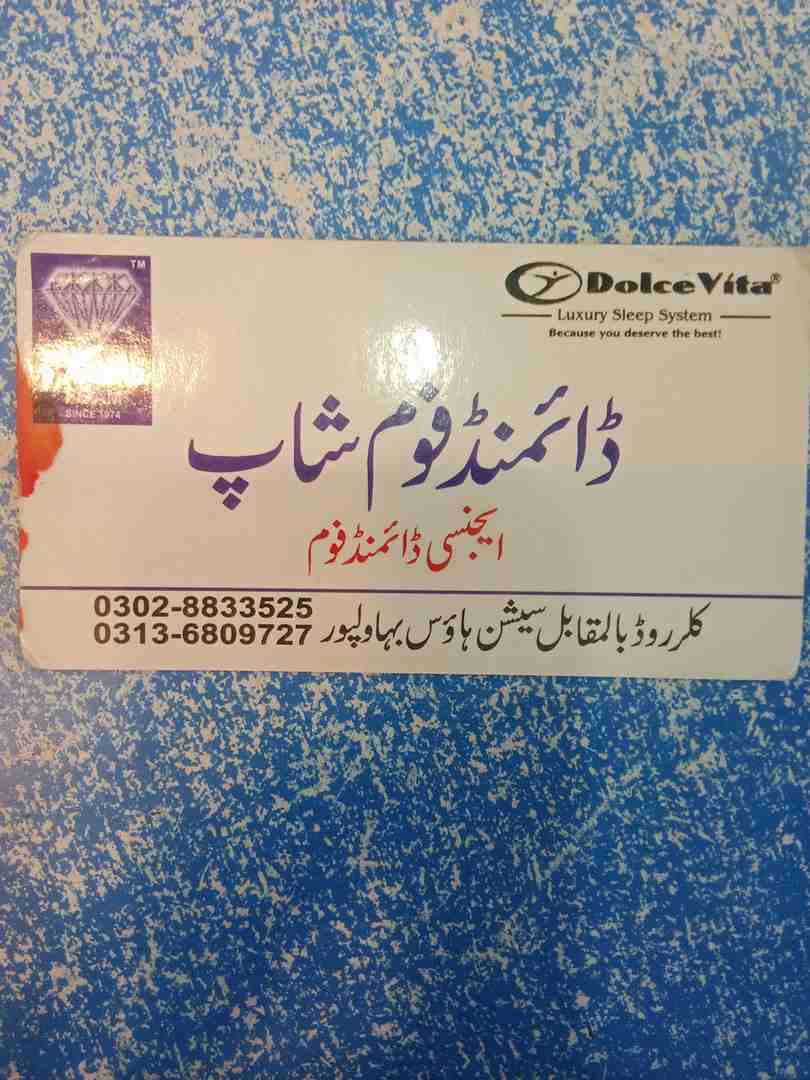 TM
SINCE 1974
DolceVita®
Luxury Sleep System
Because you deserve the best!
ڈائمنڈ فوم شاپ
ایجنسی ڈائمنڈ فوم
0302-8833525
0313-6809727
کلر روڈ بالمقابل سیشن ہاؤس بہاولپور